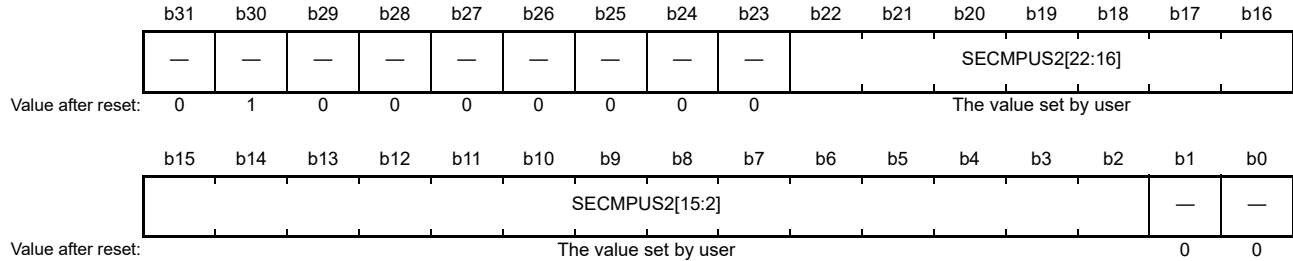 b31 b30 b29 b28 b27 b26 b25 b24 b23 b22 b21 b20 b19 b18 b17 b16
— — — — — — — — — SECMPUS2[22:16]
Value after reset: 0 1 0 0 0 0 0 0 0 The value set by user
b15 b14 b13 b12 b11 b10 b9 b8 b7 b6 b5 b4 b3 b2 b1 b0
SECMPUS2[15:2] — —
Value after reset: The value set by user 0 0